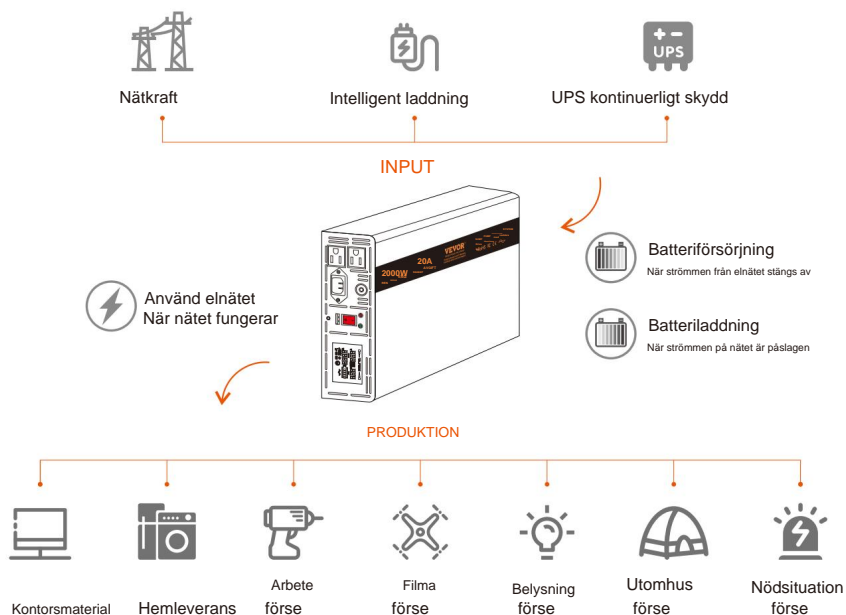 + -
UPS
Nätkraft
Intelligent laddning
UPS kontinuerligt skydd
INPUT
Batteriförsörjning
När strömmen från elnätet stängs av
VEVOR
20A
2000W
Använd elnätet
När nätet fungerar
Batteriladdning
När strömmen på nätet är påslagen
PRODUKTION
Kontorsmaterial
Hemleverans
Arbete
förse
Filma
förse
Belysning
förse
Utomhus
förse
Nödsituation
förse